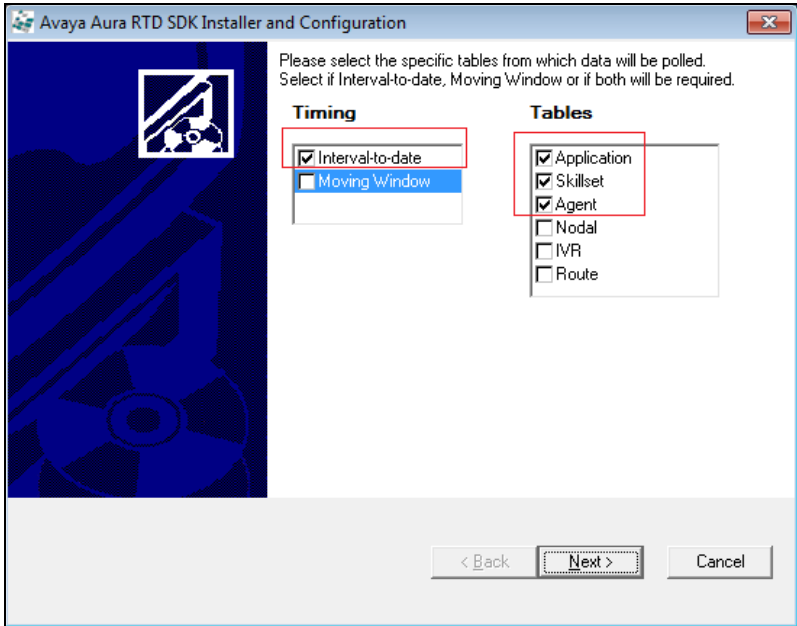 Avaya Aura RTD SDK Installer and Configuration
Please select the specific tables from which data will be polled.
Select if Interval-to-date, Moving Window or if both will be required.
Timing
Tables
Interval-to-date
Moving Window
Application
Skillset
Agent
Nodal
IVR
Route
< Back
Next >
Cancel